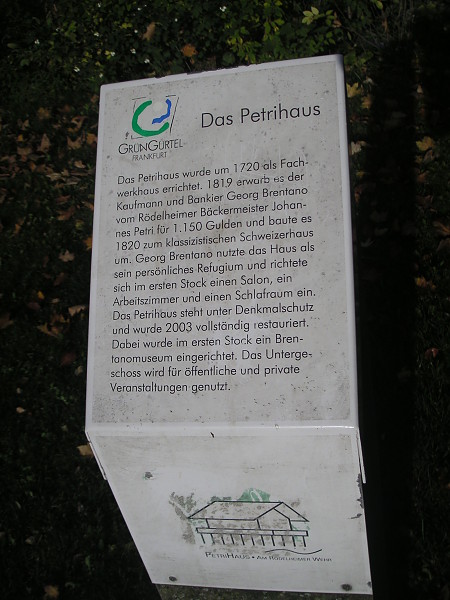 GRÜNGÜRTEL
FRANKFURT
Das Petrihaus
Das Petrihaus wurde um 1720 als Fach-
werkhaus errichtet. 1819 erwarb es der
Kaufmann und Bankier Georg Brentano
vom Rödelheimer Bäckermeister Johan-
nes Petri für 1.150 Gulden und baute es
1820 zum klassizistischen Schweizerhaus
um. Georg Brentano nutzte das Haus als
sein persönliches Refugium und richtete
sich im ersten Stock einen Salon, ein
Arbeitszimmer und einen Schlafraum ein.
Das Petrihaus steht unter Denkmalschutz
und wurde 2003 vollständig restauriert.
Dabei wurde im ersten Stock ein Bren-
tanomuseum eingerichtet. Das Unterge-
schoss wird für öffentliche und private
Veranstaltungen genutzt.
PETRIHAUS • AM RÖDELHEIMER WEHR